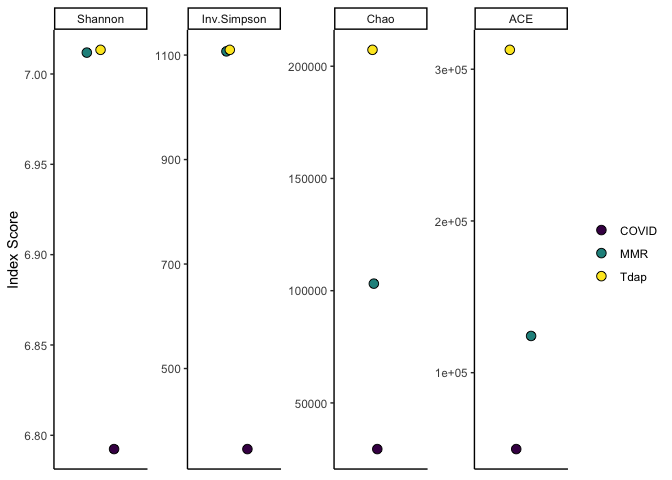 Shannon
Inv.Simpson
Chao
ACE
Index Score
7.00
6.95
6.90
6.85
6.80
1100
900
700
500
200000
150000
100000
50000
3e+05
2e+05
1e+05
COVID
MMR
Tdap